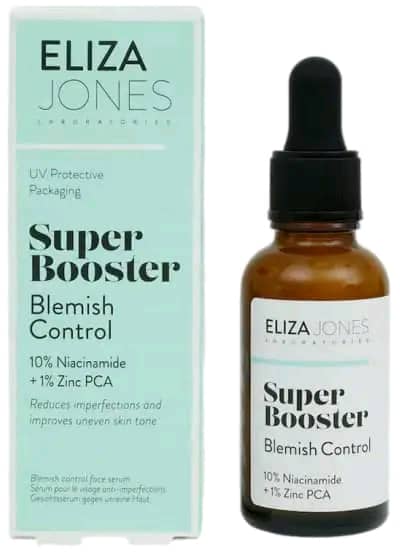 ELIZA
JONES
LABORATORIES
UV Protective
Packaging
Super
Booster
Blemish
Control
10% Niacinamide
+ 1% Zinc PCA
Reduces imperfections and
improves uneven skin tone
Blemish control face serum
Sérum pour le visage anti-imperfections
Gesichtsserum gegen unreine Haut
ELIZA JONES
LABORATORIES
Super
Booster
Blemish Control
10% Niacinamide
+ 1% Zinc PCA